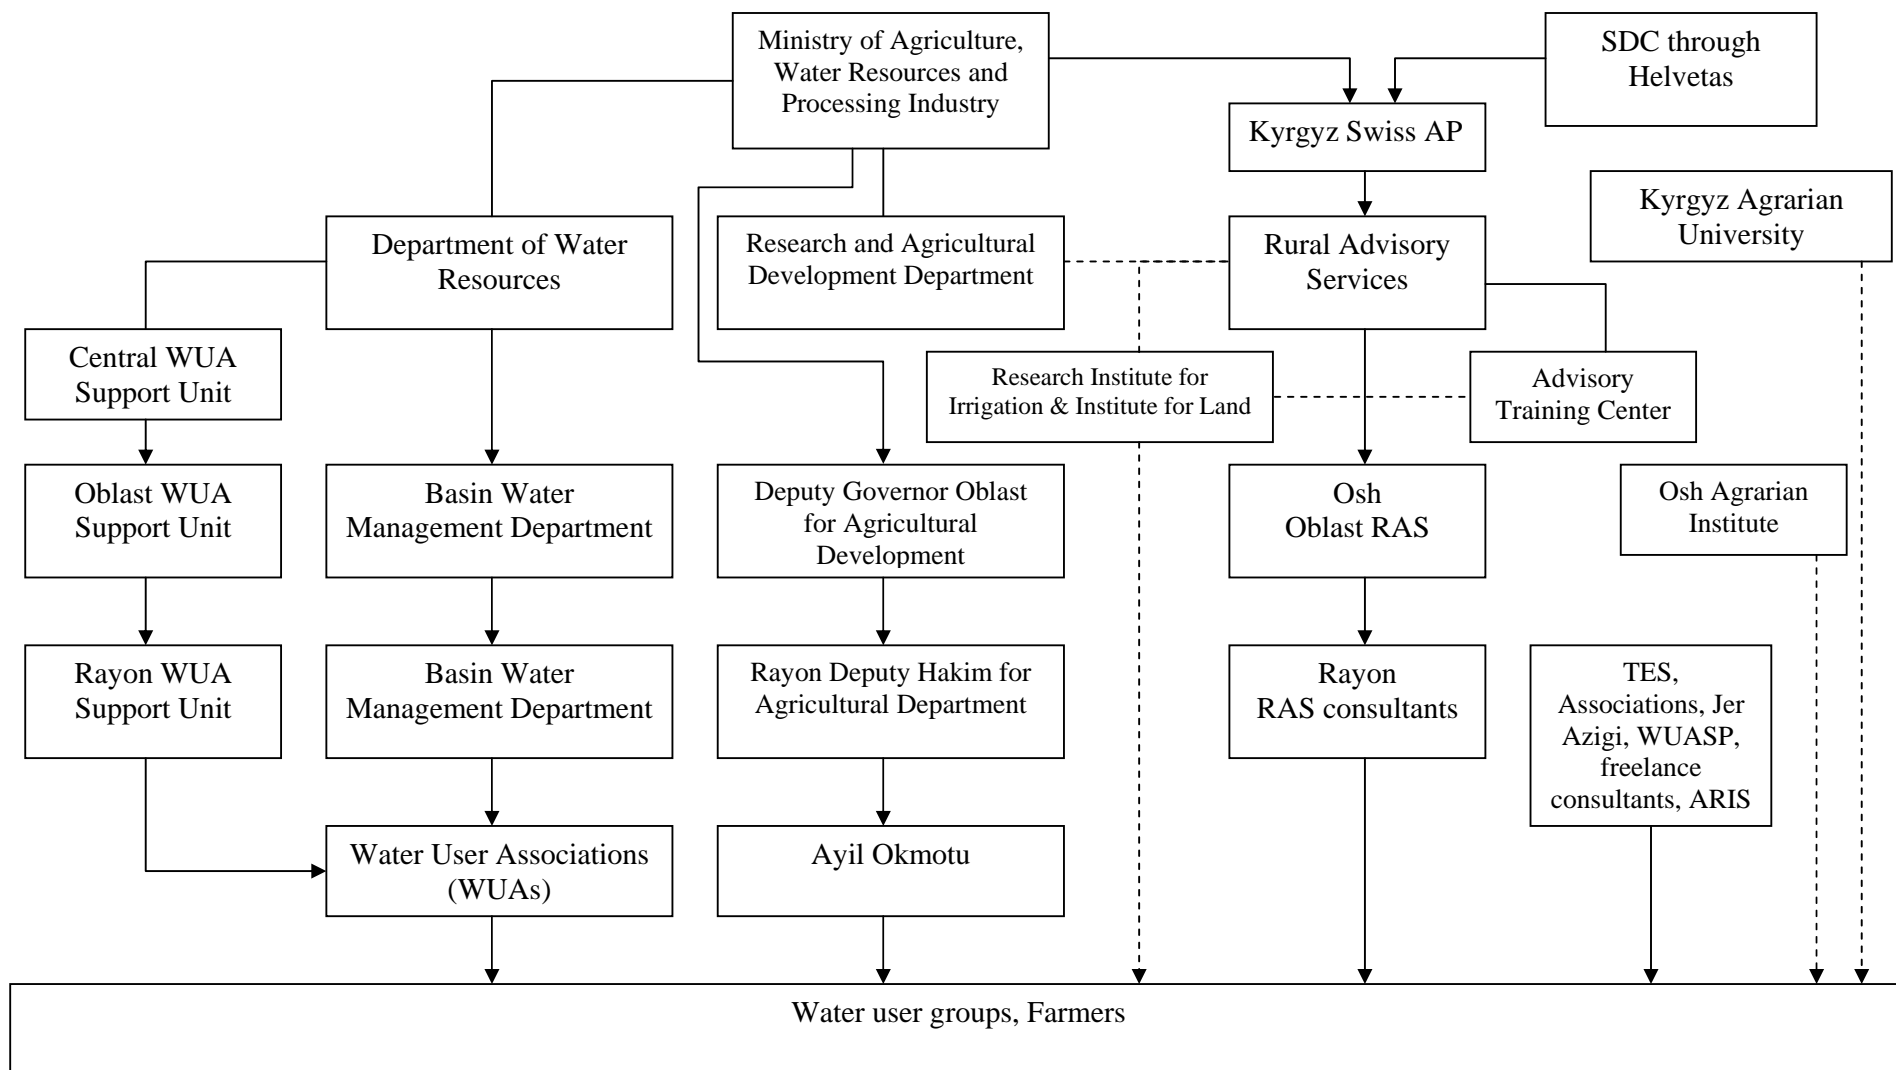 Ministry of Agriculture,
Water Resources and
Processing Industry
SDC through
Helvetas
Kyrgyz Swiss AP
Kyrgyz Agrarian
University
Department of Water
Resources
Research and Agricultural
Development Department
Rural Advisory
Services
Central WUA
Support Unit
Research Institute for
Irrigation & Institute for Land
Advisory
Training Center
Oblast WUA
Support Unit
Basin Water
Management Department
Deputy Governor Oblast
for Agricultural
Development
Osh
Oblast RAS
Osh Agrarian
Institute
Rayon WUA
Support Unit
Basin Water
Management Department
Rayon Deputy Hakim for
Agricultural Department
Rayon
RAS consultants
TES,
Associations, Jer
Azigi, WUASP,
freelance
consultants, ARIS
Water User Associations
(WUAs)
Ayil Okmotu
Water user groups, Farmers